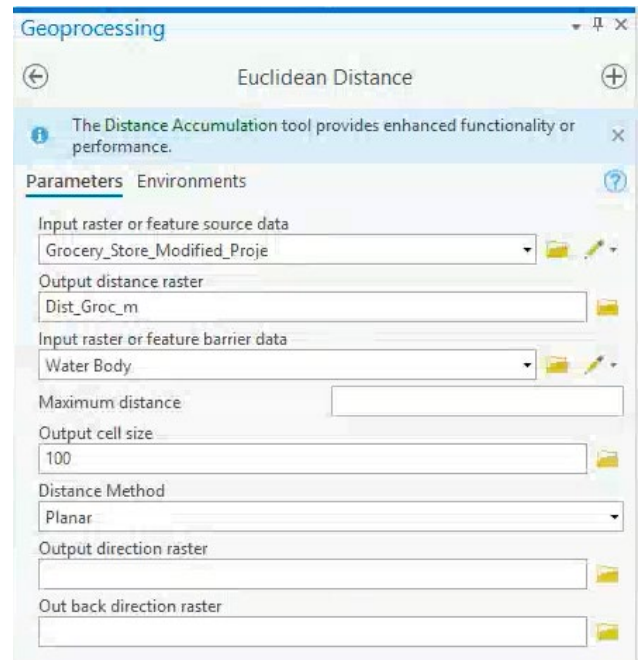 Geoprocessing
Euclidean Distance
The Distance Accumulation tool provides enhanced functionality or
performance.
Parameters Environments
Input raster or feature source data
Grocery_Store_Modified_Proje
Output distance raster
Dist_Groc_m
Input raster or feature barrier data
Water Body
Maximum distance
Output cell size
100
Distance Method
Planar
Output direction raster
Out back direction raster